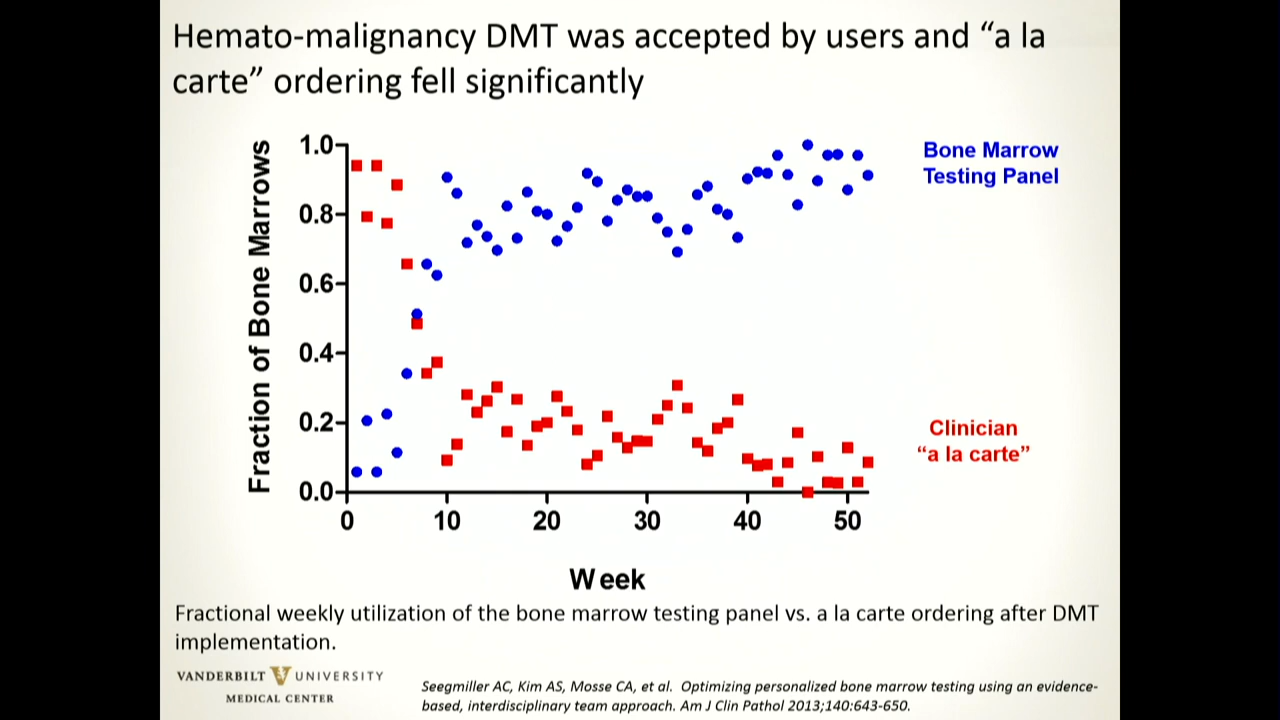 Hemato-malignancy DMT was accepted by users and “a la
carte” ordering fell significantly
Fraction of Bone Marrows
1.0
0.8
0.6
0.4
0.2
0.0
0 10 20 30 40 50
Week
Bone Marrow
Testing Panel
Clinician
“a la carte”
Fractional weekly utilization of the bone marrow testing panel vs. a la carte ordering after DMT
implementation.
VANDERBILT V UNIVERSITY
MEDICAL CENTER
Seegmiller AC, Kim AS, Mosse CA, et al. Optimizing personalized bone marrow testing using an evidence-
based, interdisciplinary team approach. Am J Clin Pathol 2013;140:643-650.